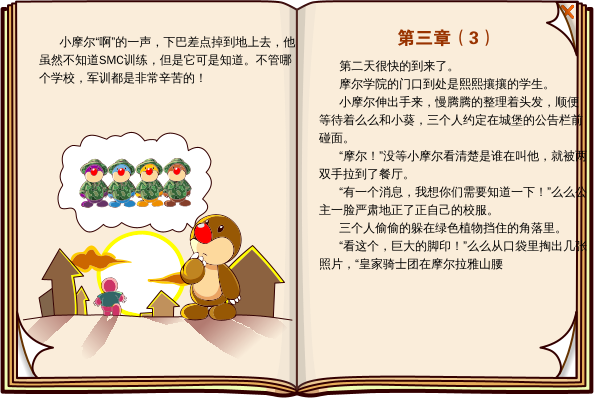 小摩尔“啊”的一声，下巴差点掉到地上去，他
虽然不知道SMC训练，但是它可是知道。不管哪
个学校，军训都是非常辛苦的！
第三章（3）
第二天很快的到来了。
摩尔学院的门口到处是熙熙攘攘的学生。
小摩尔伸出手来，慢腾腾的整理着头发，顺便
等待着么么和小葵，三个人约定在城堡的公告栏前
碰面。
“摩尔！”没等小摩尔看清楚是谁在叫他，就被两
双手拉到了餐厅。
“有一个消息，我想你们需要知道一下！”么么公
主一脸严肃地正了正自己的校服。
三个人偷偷的躲在绿色植物挡住的角落里。
“看这个，巨大的脚印！”么么从口袋里掏出几张
照片，“皇家骑士团在摩尔拉雅山腰